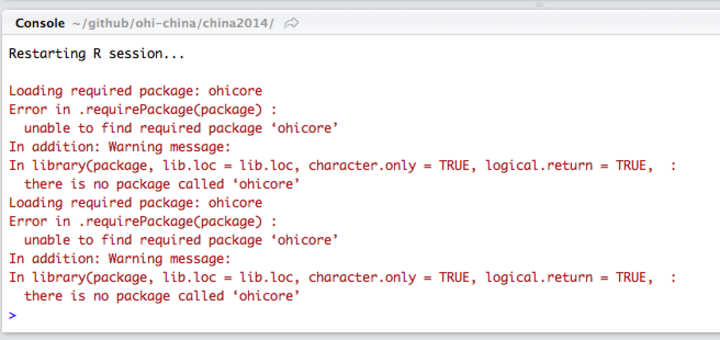 Console ~/github/ohi-china/china2014/
Restarting R session...
Loading required package: ohicore
Error in .requirePackage(package) :
unable to find required package ‘ohicore’
In addition: Warning message:
In library(package, lib.loc = lib.loc, character.only = TRUE, logical.return = TRUE,  :
there is no package called ‘ohicore’
Loading required package: ohicore
Error in .requirePackage(package) :
unable to find required package ‘ohicore’
In addition: Warning message:
In library(package, lib.loc = lib.loc, character.only = TRUE, logical.return = TRUE,  :
there is no package called ‘ohicore’
>